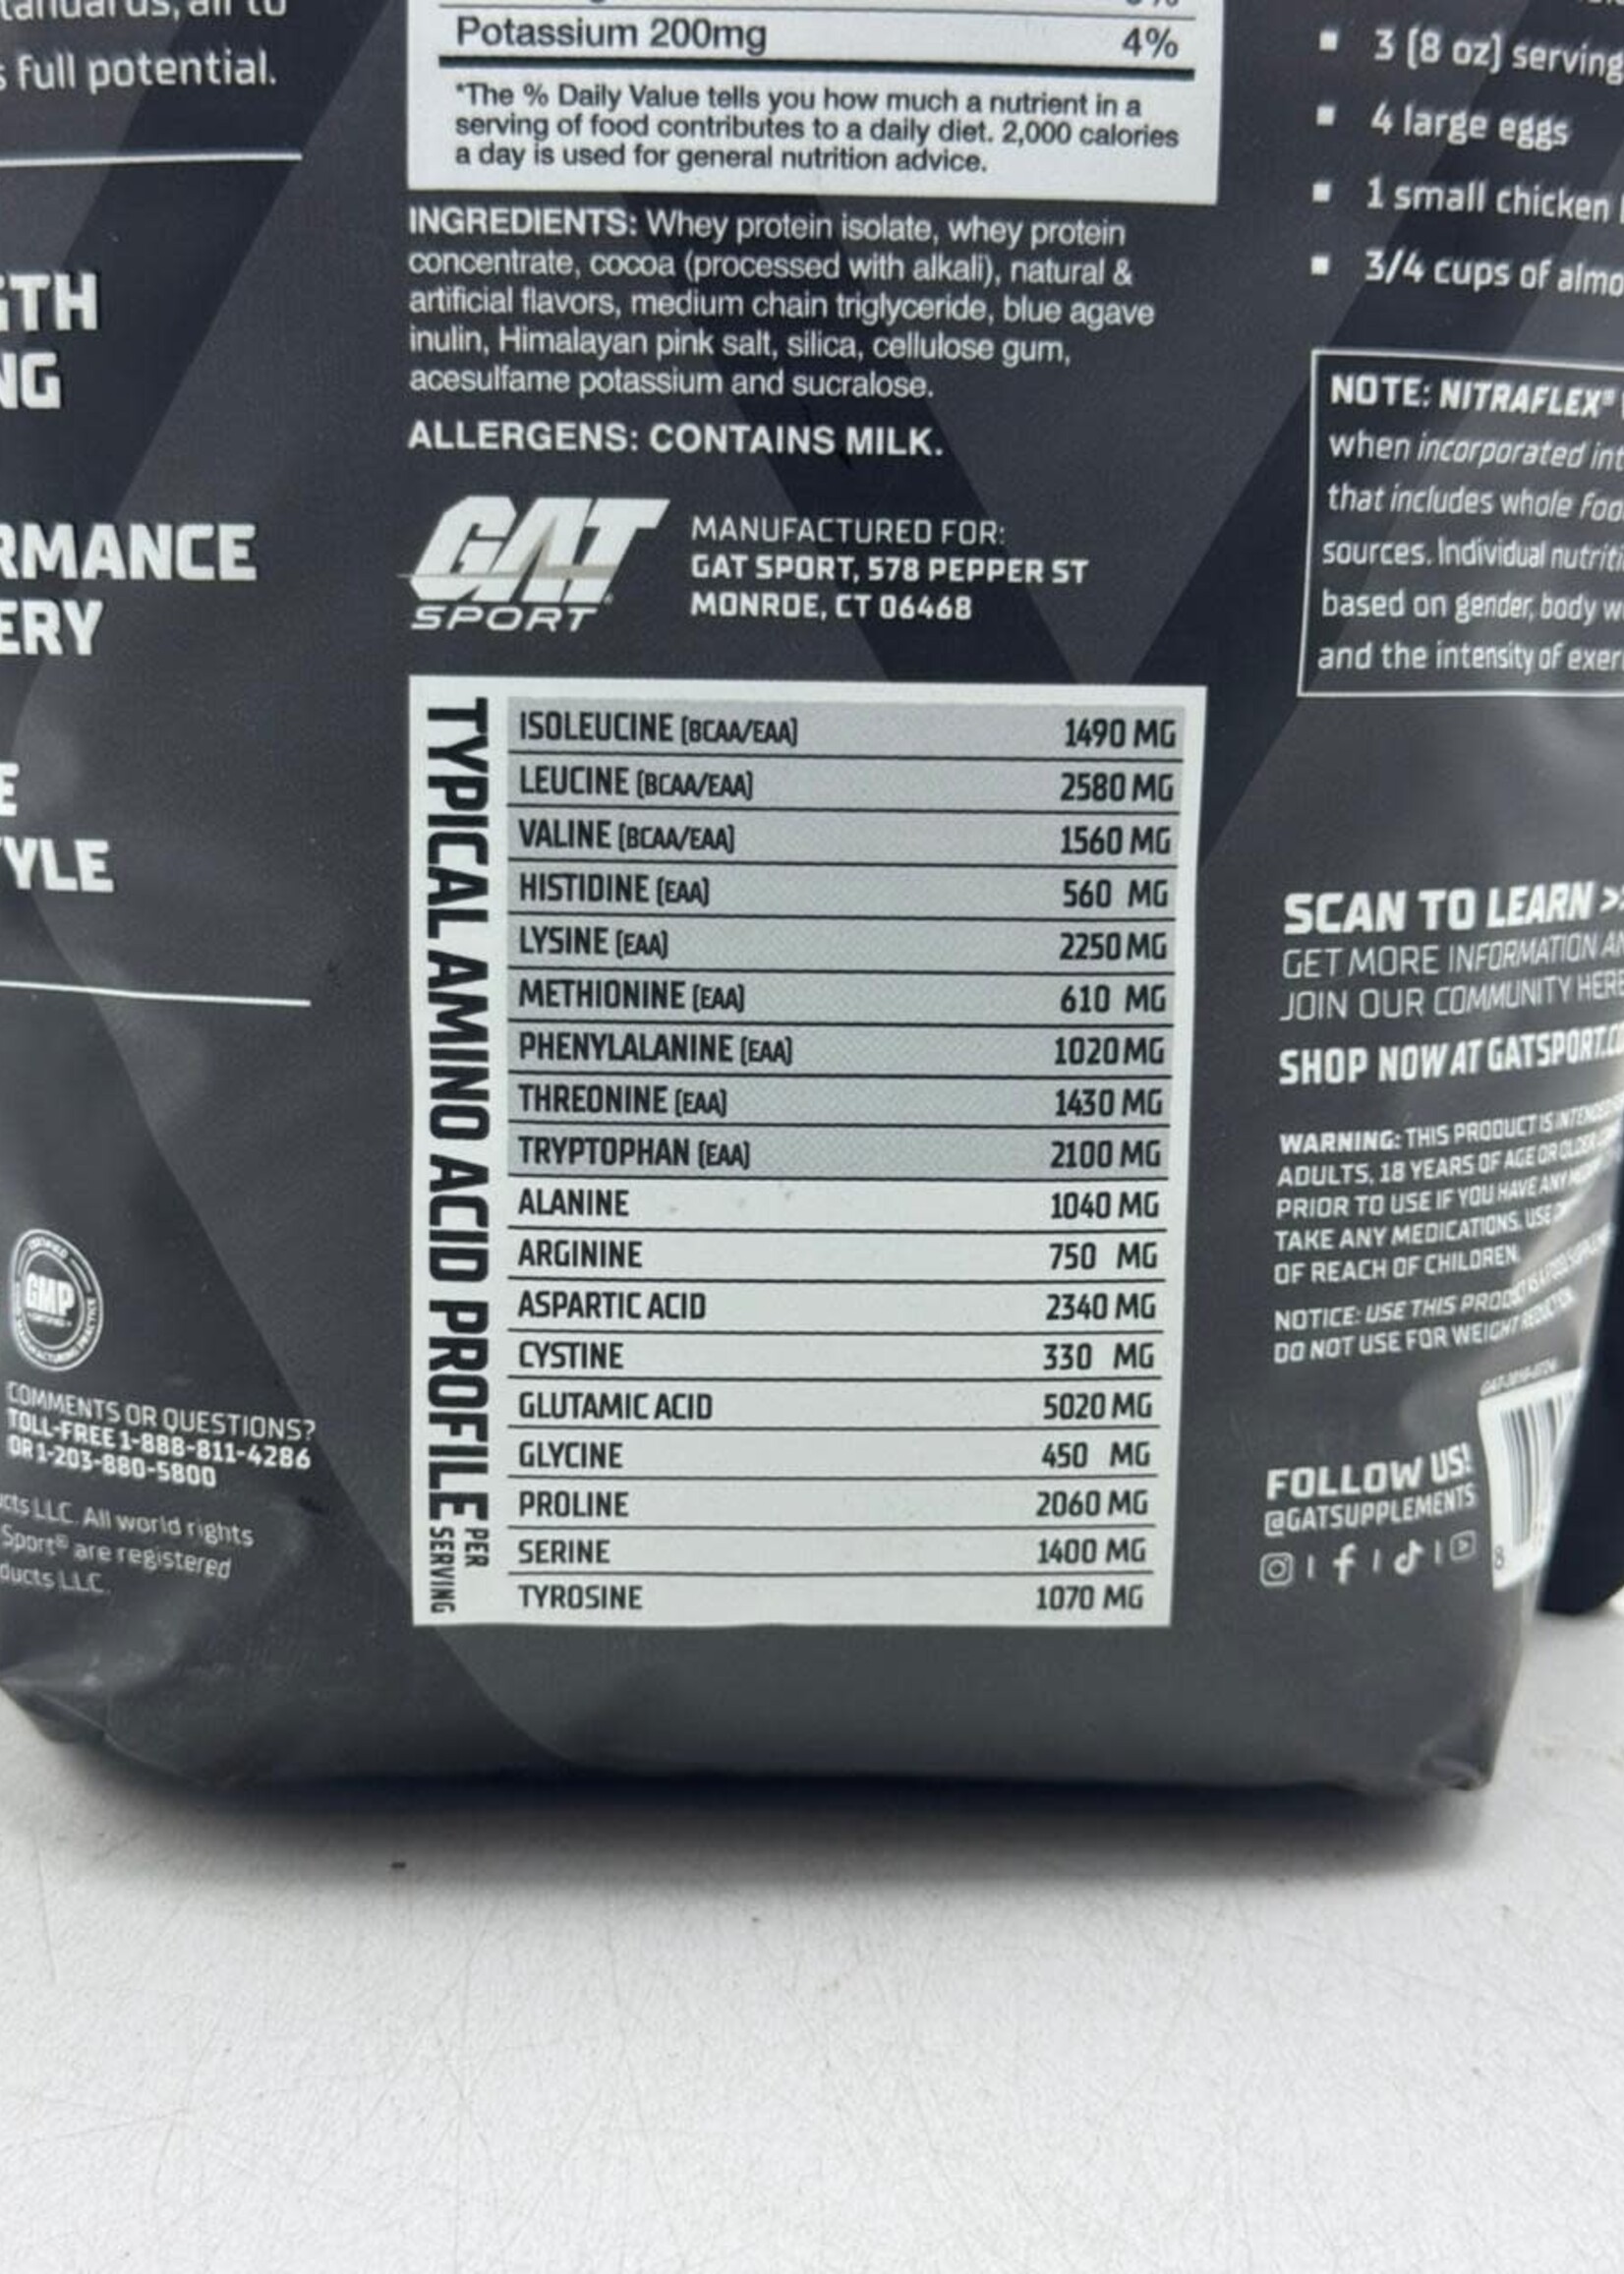 full potential.
RMANCE
COMMENTS OR QUESTIONS?
TOLL-FREE 1-888-811-4286
OR 1-203-880-5800
LLC. All world rights
Sport® are registered
LLC.
GMP
Potassium 200mg 4%
*The % Daily Value tells you how much a nutrient in a
serving of food contributes to a daily diet. 2,000 calories
a day is used for general nutrition advice.
INGREDIENTS: Whey protein isolate, whey protein
concentrate, cocoa (processed with alkali), natural &
artificial flavors, medium chain triglyceride, blue agave
inulin, Himalayan pink salt, silica, cellulose gum,
acesulfame potassium and sucralose.
ALLERGENS: CONTAINS MILK.
GAT
SPORT
MANUFACTURED FOR:
GAT SPORT, 578 PEPPER ST
MONROE, CT 06468
TYPICAL AMINO ACID PROFILE PER SERVING
ISOLEUCINE (BCAA/EAA) 1490 MG
LEUCINE (BCAA/EAA) 2580 MG
VALINE (BCAA/EAA) 1560 MG
HISTIDINE (EAA) 560 MG
LYSINE (EAA) 2250 MG
METHIONINE (EAA) 610 MG
PHENYLALANINE (EAA) 1020 MG
THREONINE (EAA) 1430 MG
TRYPTOPHAN (EAA) 2100 MG
ALANINE 1040 MG
ARGININE 750 MG
ASPARTIC ACID 2340 MG
CYSTINE 330 MG
GLUTAMIC ACID 5020 MG
GLYCINE 450 MG
PROLINE 2060 MG
SERINE 1400 MG
TYROSINE 1070 MG
3 (8 oz) serving
4 large eggs
1 small chicken
3/4 cups of
NOTE: NITRAFLEX®
when incorporated
that includes whole
sources. Individual
based on gender, body
and the intensity of
SCAN TO LEARN >
GET MORE INFORMATION
JOIN OUR COMMUNITY HERE
SHOP NOW AT
WARNING: THIS PRODUCT IS
ADULTS, 18 YEARS OF AGE OR
PRIOR TO USE IF YOU HAVE ANY
TAKE ANY MEDICATIONS. USE
OF REACH OF CHILDREN.
NOTICE: USE THIS
DO NOT USE FOR WEIGHT
FOLLOW US!
@GATSUPPLEMENTS
8